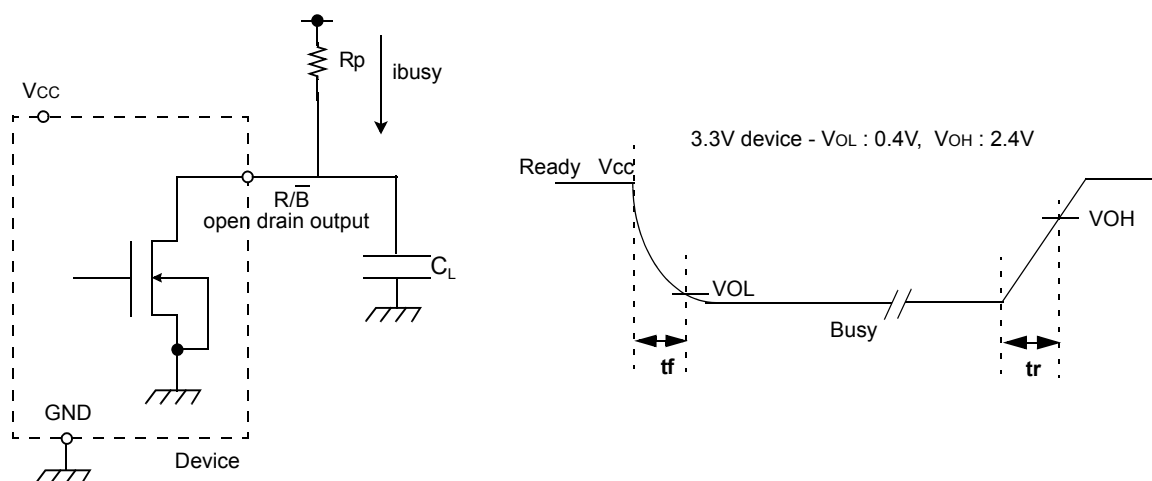 Rp
ibusy
VCC
R/B̅
open drain output
CL
GND
Device
3.3V device - VOL : 0.4V, VOH : 2.4V
Ready Vcc
VOH
VOL
Busy
tf
tr